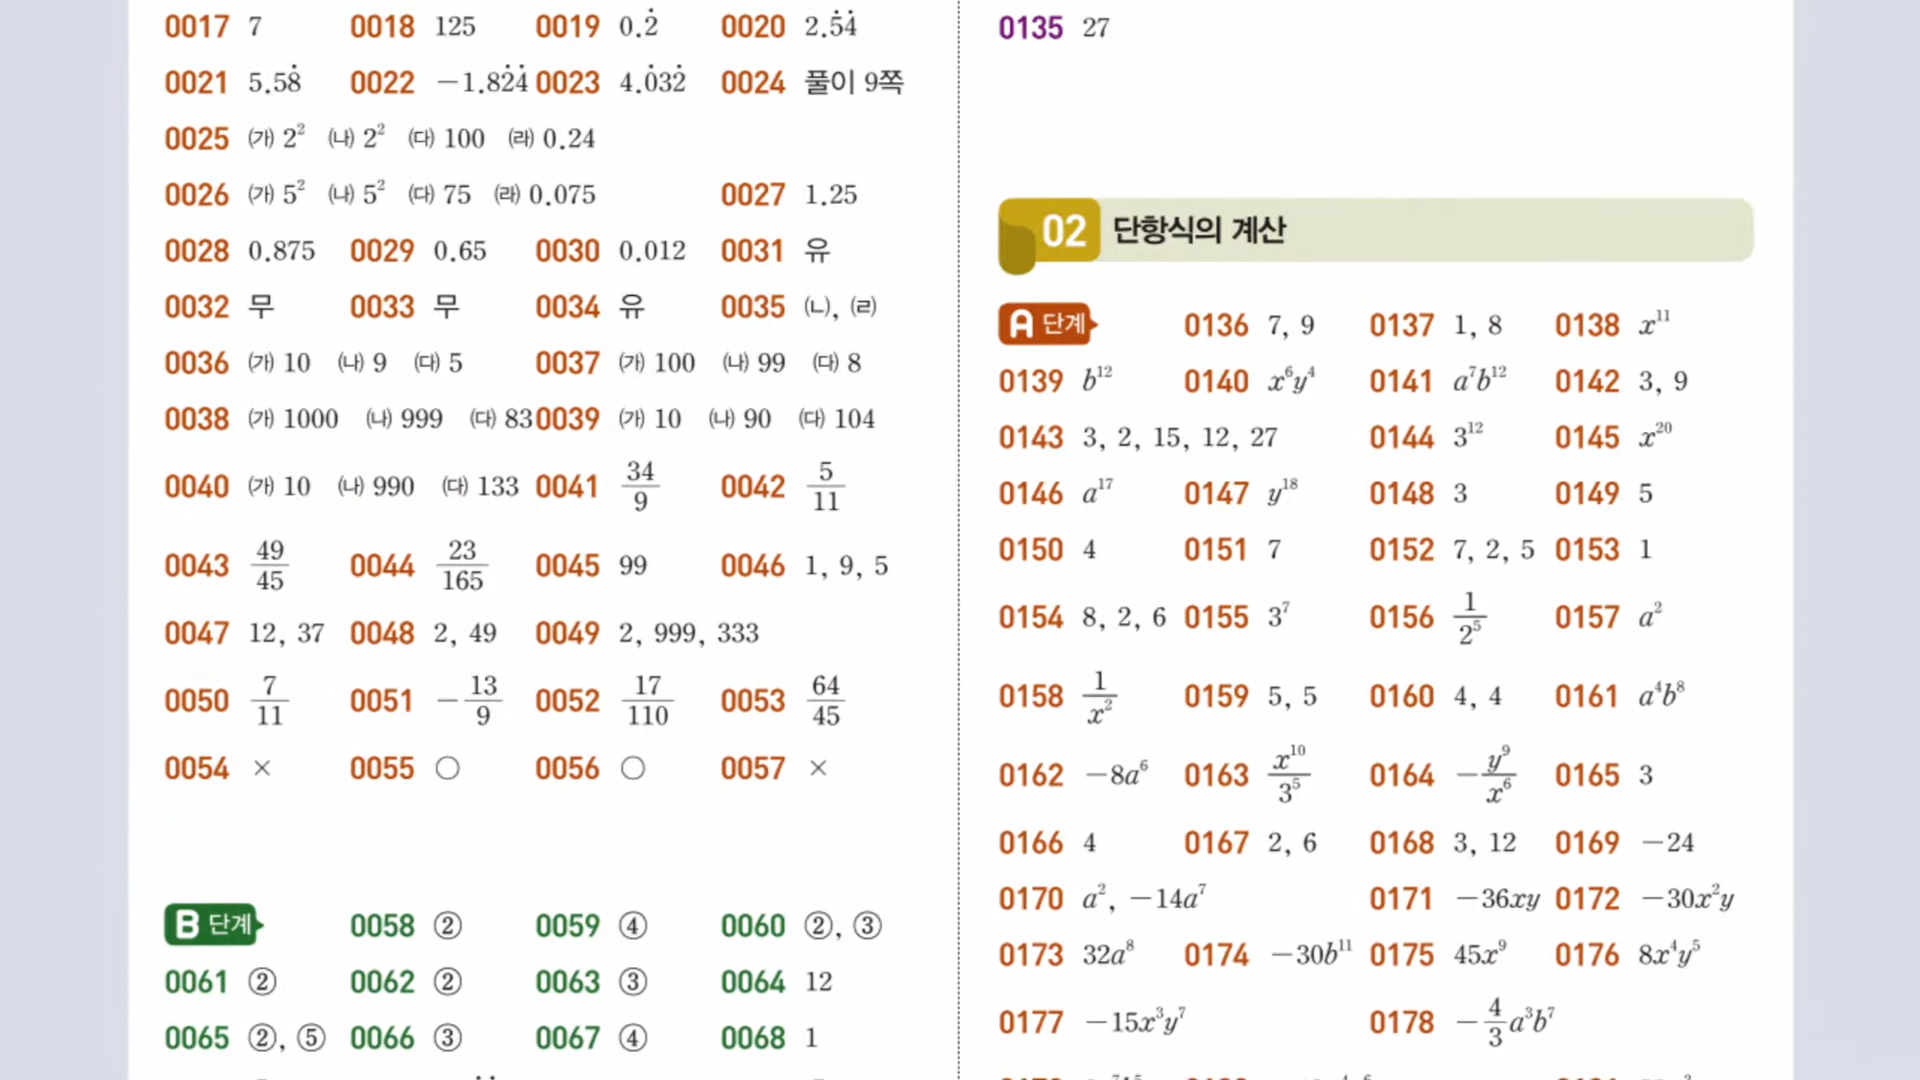 0017 7 0018 125 0019 0.2̇ 0020 2.5̇4̇
0021 5.58̇ 0022 −1.82̇4̇ 0023 4.0̇32̇ 0024 풀이 9쪽
0025 ㈎ 2² ㈏ 2² ㈐ 100 ㈑ 0.24
0026 ㈎ 5² ㈏ 5² ㈐ 75 ㈑ 0.075 0027 1.25
0028 0.875 0029 0.65 0030 0.012 0031 유
0032 무 0033 무 0034 유 0035 ㈁, ㈃
0036 ㈎ 10 ㈏ 9 ㈐ 5 0037 ㈎ 100 ㈏ 99 ㈐ 8
0038 ㈎ 1000 ㈏ 999 ㈐ 83 0039 ㈎ 10 ㈏ 90 ㈐ 104
0040 ㈎ 10 ㈏ 990 ㈐ 133 0041 34/9 0042 5/11
0043 49/45 0044 23/165 0045 99 0046 1, 9, 5
0047 12, 37 0048 2, 49 0049 2, 999, 333
0050 7/11 0051 −13/9 0052 17/110 0053 64/45
0054 × 0055 ○ 0056 ○ 0057 ×
B 단계 0058 ② 0059 ④ 0060 ②, ③
0061 ② 0062 ② 0063 ③ 0064 12
0065 ②, ⑤ 0066 ③ 0067 ④ 0068 1
0135 27
02 단항식의 계산
A 단계 0136 7, 9 0137 1, 8 0138 x¹¹
0139 b¹² 0140 x⁶y⁴ 0141 a⁷b¹² 0142 3, 9
0143 3, 2, 15, 12, 27 0144 3¹² 0145 x²⁰
0146 a¹⁷ 0147 y¹⁸ 0148 3 0149 5
0150 4 0151 7 0152 7, 2, 5 0153 1
0154 8, 2, 6 0155 3⁷ 0156 1/2⁵ 0157 a²
0158 1/x² 0159 5, 5 0160 4, 4 0161 a⁴b⁸
0162 −8a⁶ 0163 x¹⁰/3⁵ 0164 −y⁹/x⁶ 0165 3
0166 4 0167 2, 6 0168 3, 12 0169 −24
0170 a², −14a⁷ 0171 −36xy 0172 −30x²y
0173 32a⁸ 0174 −30b¹¹ 0175 45x⁹ 0176 8x⁴y⁵
0177 −15x³y⁷ 0178 −4/3a³b⁷